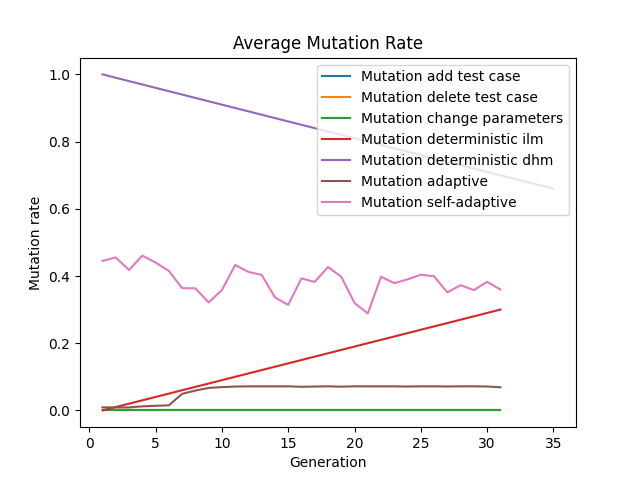 Average Mutation Rate
Mutation add test case
Mutation delete test case
Mutation change parameters
Mutation deterministic ilm
Mutation deterministic dhm
Mutation adaptive
Mutation self-adaptive
Mutation rate
1.0
0.8
0.6
0.4
0.2
0.0
0 5 10 15 20 25 30 35
Generation